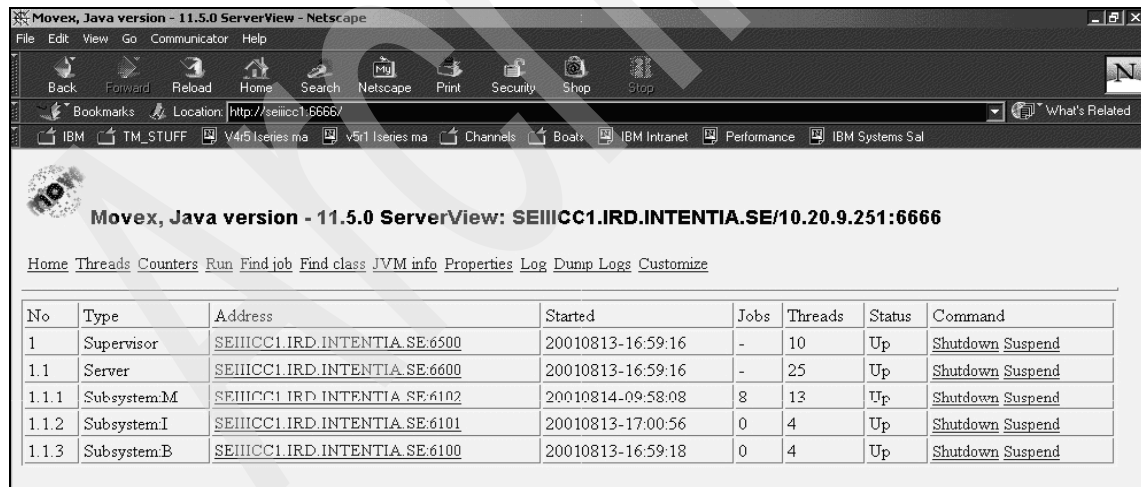 Movex, Java version - 11.5.0 ServerView - Netscape
File Edit View Go Communicator Help
Back Forward Reload Home Search Netscape Print Security Shop Stop
Bookmarks Location: http://seiiicc1:6666/ What's Related
IBM TM_STUFF V4r5 Iseries ma v5r1 Iseries ma Channels Boats IBM Intranet Performance IBM Systems Sal
Movex, Java version - 11.5.0 ServerView: SEIIICC1.IRD.INTENTIA.SE/10.20.9.251:6666
Home Threads Counters Run Find job Find class JVM info Properties Log Dump Logs Customize
No Type Address Started Jobs Threads Status Command
1 Supervisor SEIIICC1.IRD.INTENTIA.SE:6500 20010813-16:59:16 - 10 Up Shutdown Suspend
1.1 Server SEIIICC1.IRD.INTENTIA.SE:6600 20010813-16:59:16 - 25 Up Shutdown Suspend
1.1.1 Subsystem:M SEIIICC1.IRD.INTENTIA.SE:6102 20010814-09:58:08 8 13 Up Shutdown Suspend
1.1.2 Subsystem:I SEIIICC1.IRD.INTENTIA.SE:6101 20010813-17:00:56 0 4 Up Shutdown Suspend
1.1.3 Subsystem:B SEIIICC1.IRD.INTENTIA.SE:6100 20010813-16:59:18 0 4 Up Shutdown Suspend